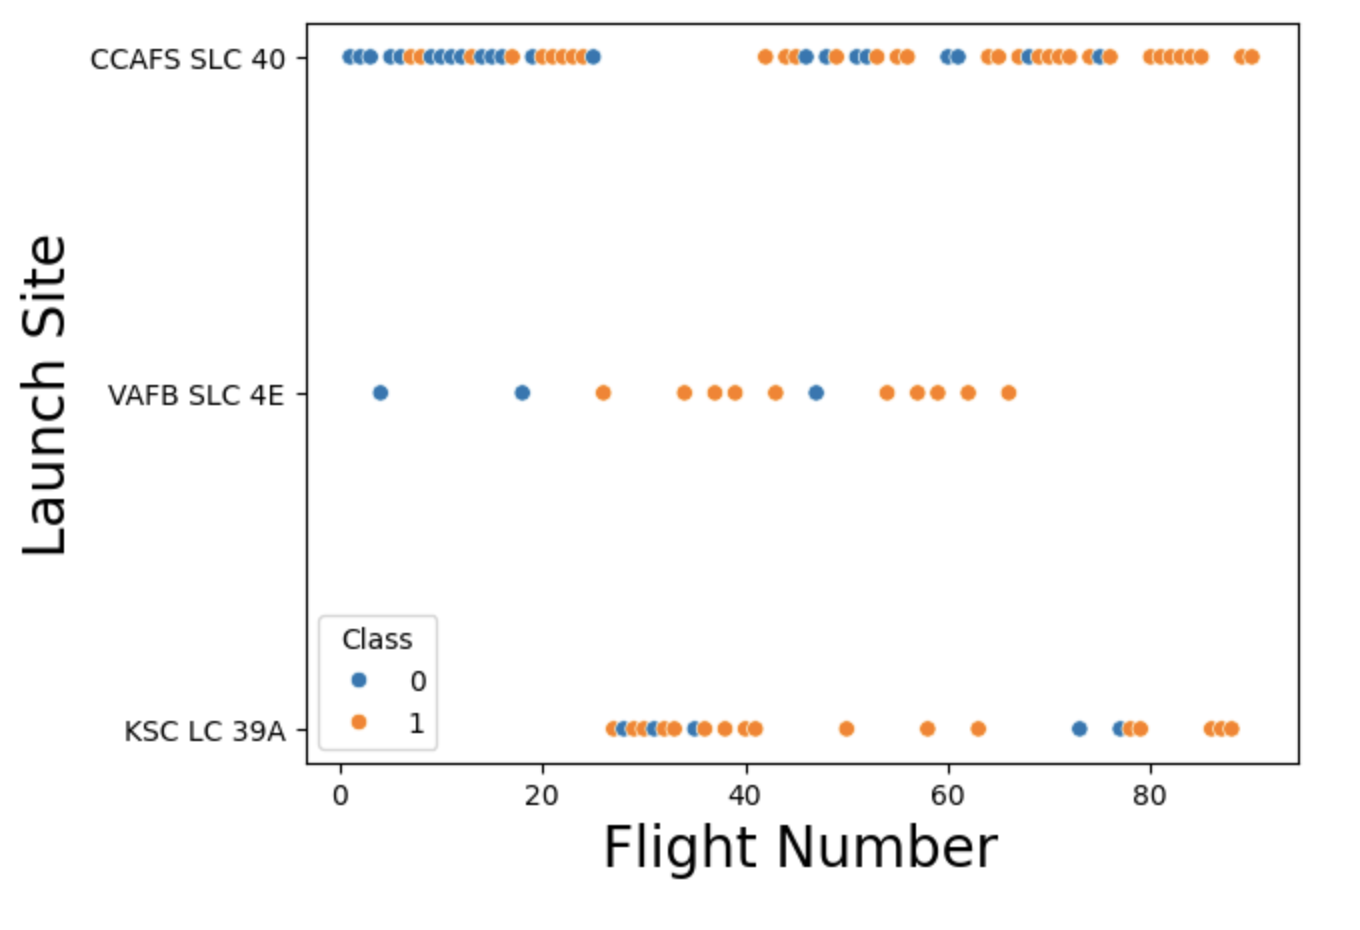 CCAFS SLC 40
VAFB SLC 4E
KSC LC 39A
Launch Site
Class
0
1
0 20 40 60 80
Flight Number